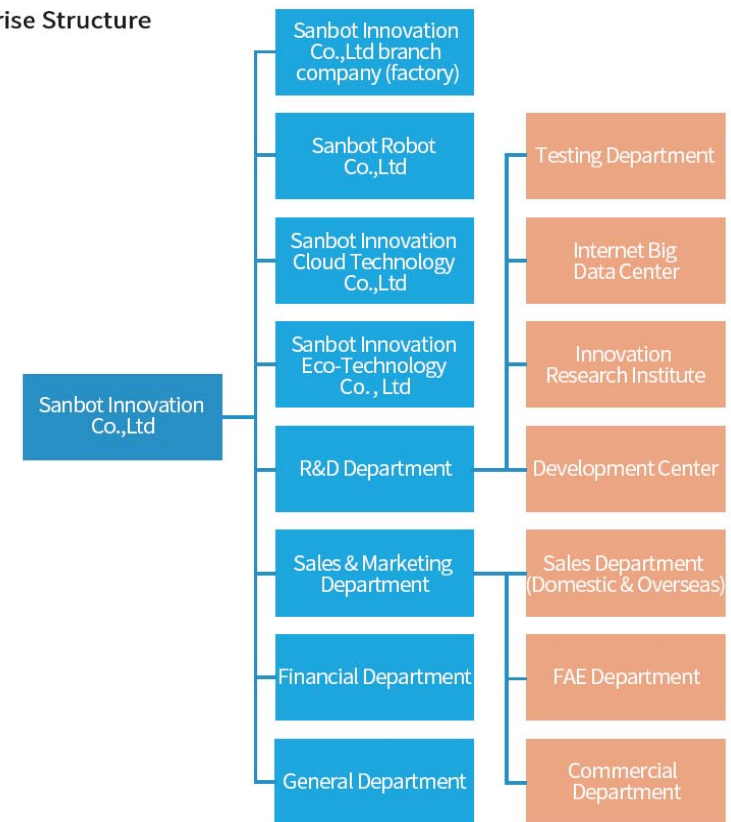 rise Structure
Sanbot Innovation
Co.,Ltd
Sanbot Innovation
Co.,Ltd branch
company (factory)
Sanbot Robot
Co.,Ltd
Sanbot Innovation
Cloud Technology
Co.,Ltd
Sanbot Innovation
Eco-Technology
Co. , Ltd
R&D Department
Sales & Marketing
Department
Financial Department
General Department
Testing Department
Internet Big
Data Center
Innovation
Research Institute
Development Center
Sales Department
(Domestic & Overseas)
FAE Department
Commercial
Department